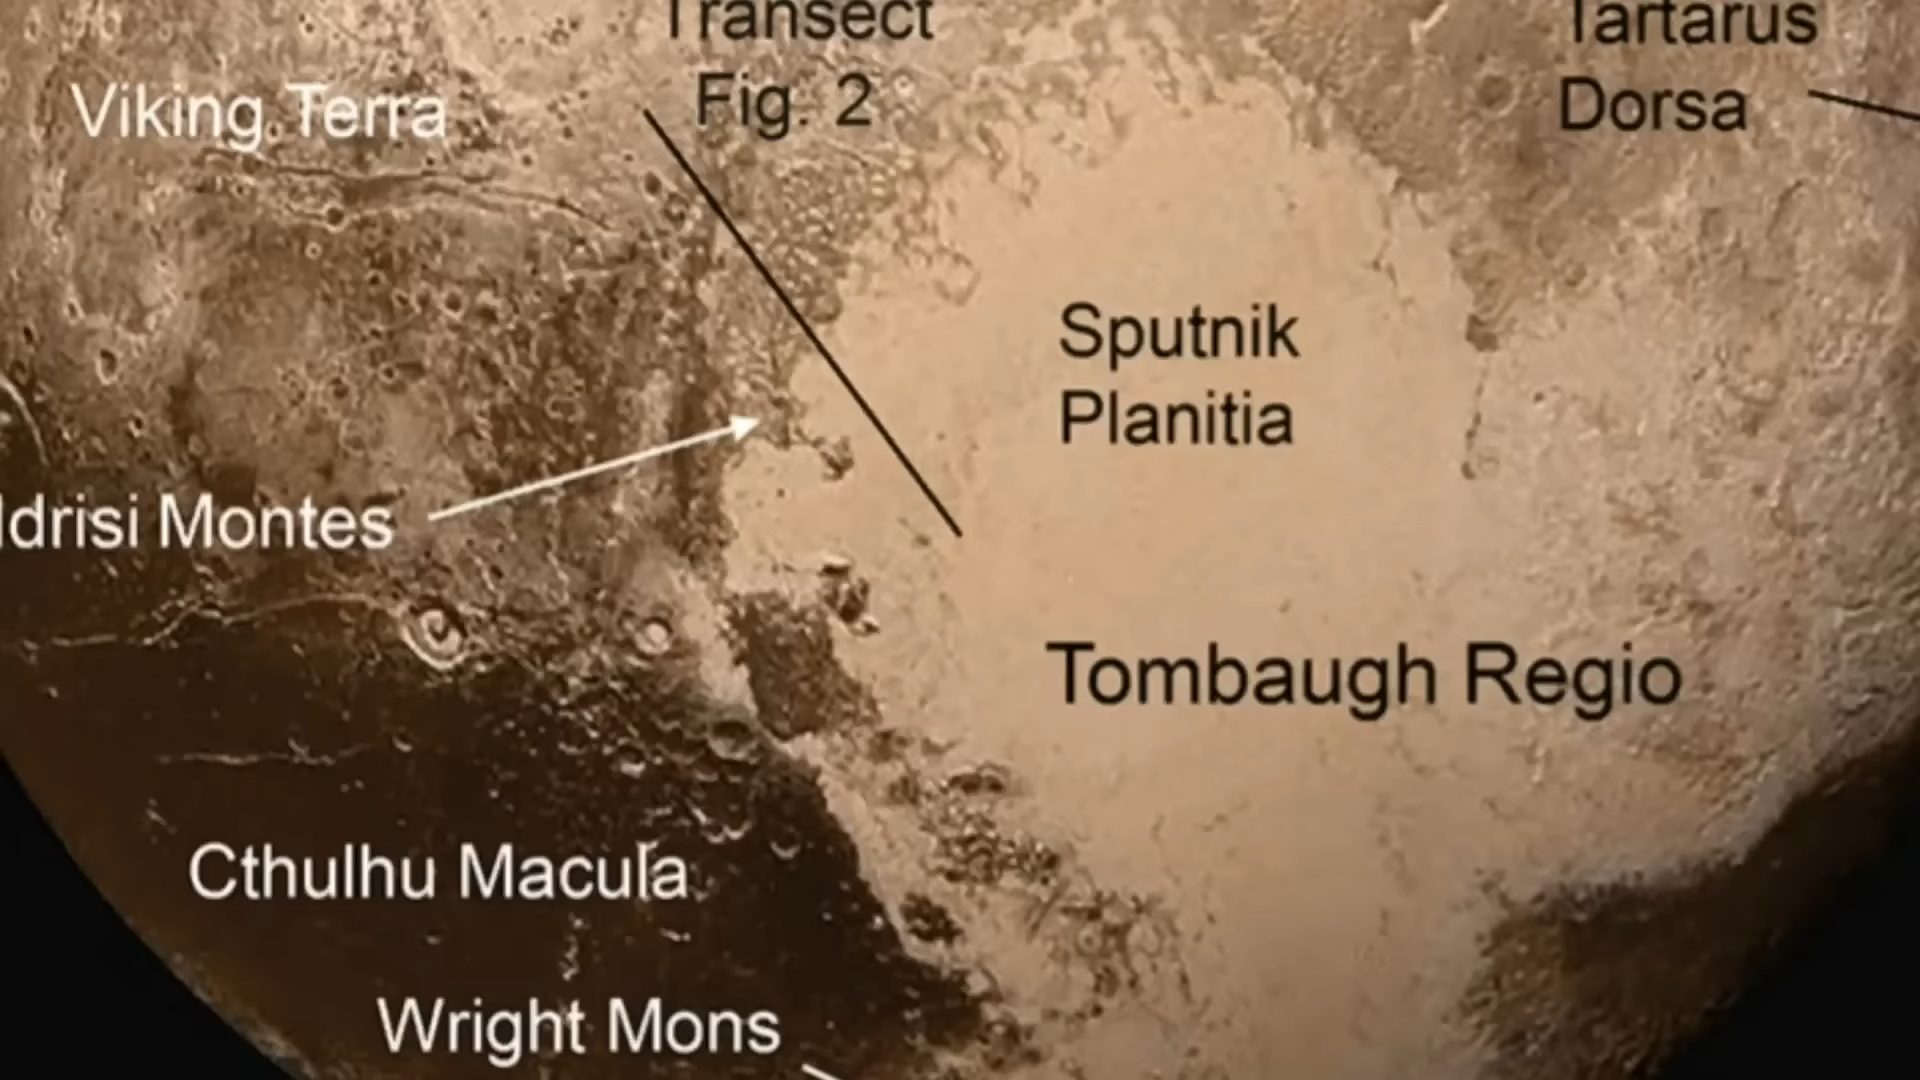 Transect
Fig. 2
Tartarus
Dorsa
Viking Terra
Sputnik
Planitia
Idrisi Montes
Tombaugh Regio
Cthulhu Macula
Wright Mons